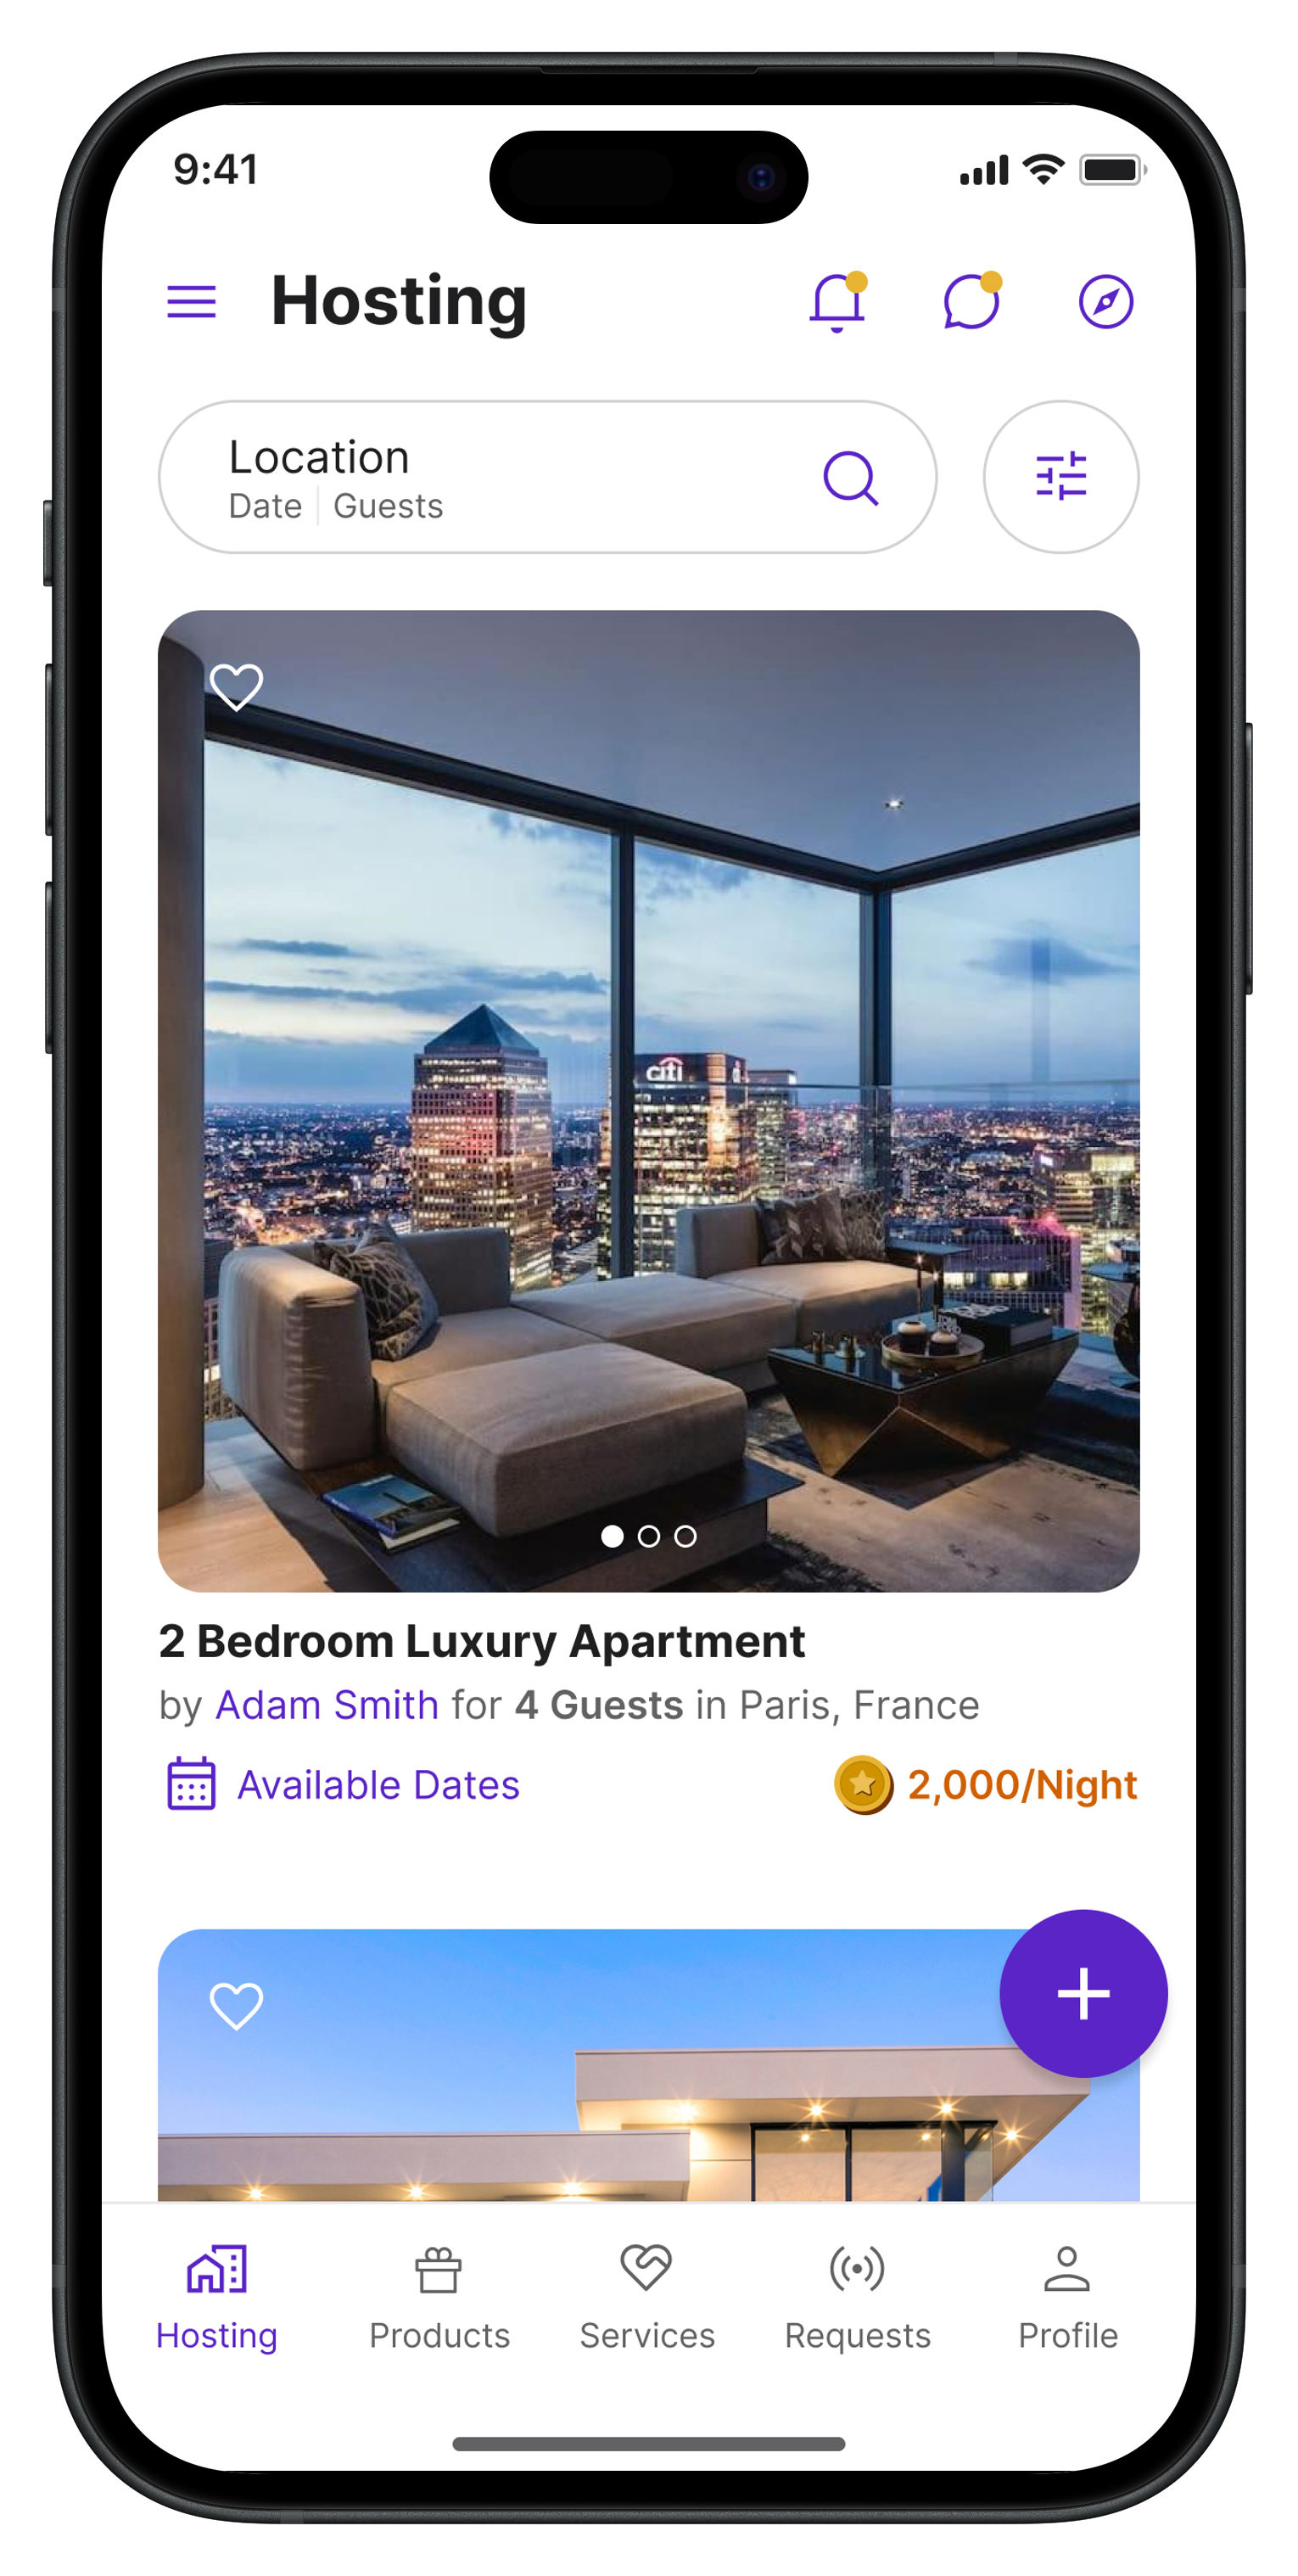 9:41
Hosting
Location
Date | Guests
citi
2 Bedroom Luxury Apartment
by Adam Smith for 4 Guests in Paris, France
Available Dates
2,000/Night
Hosting
Products
Services
Requests
Profile